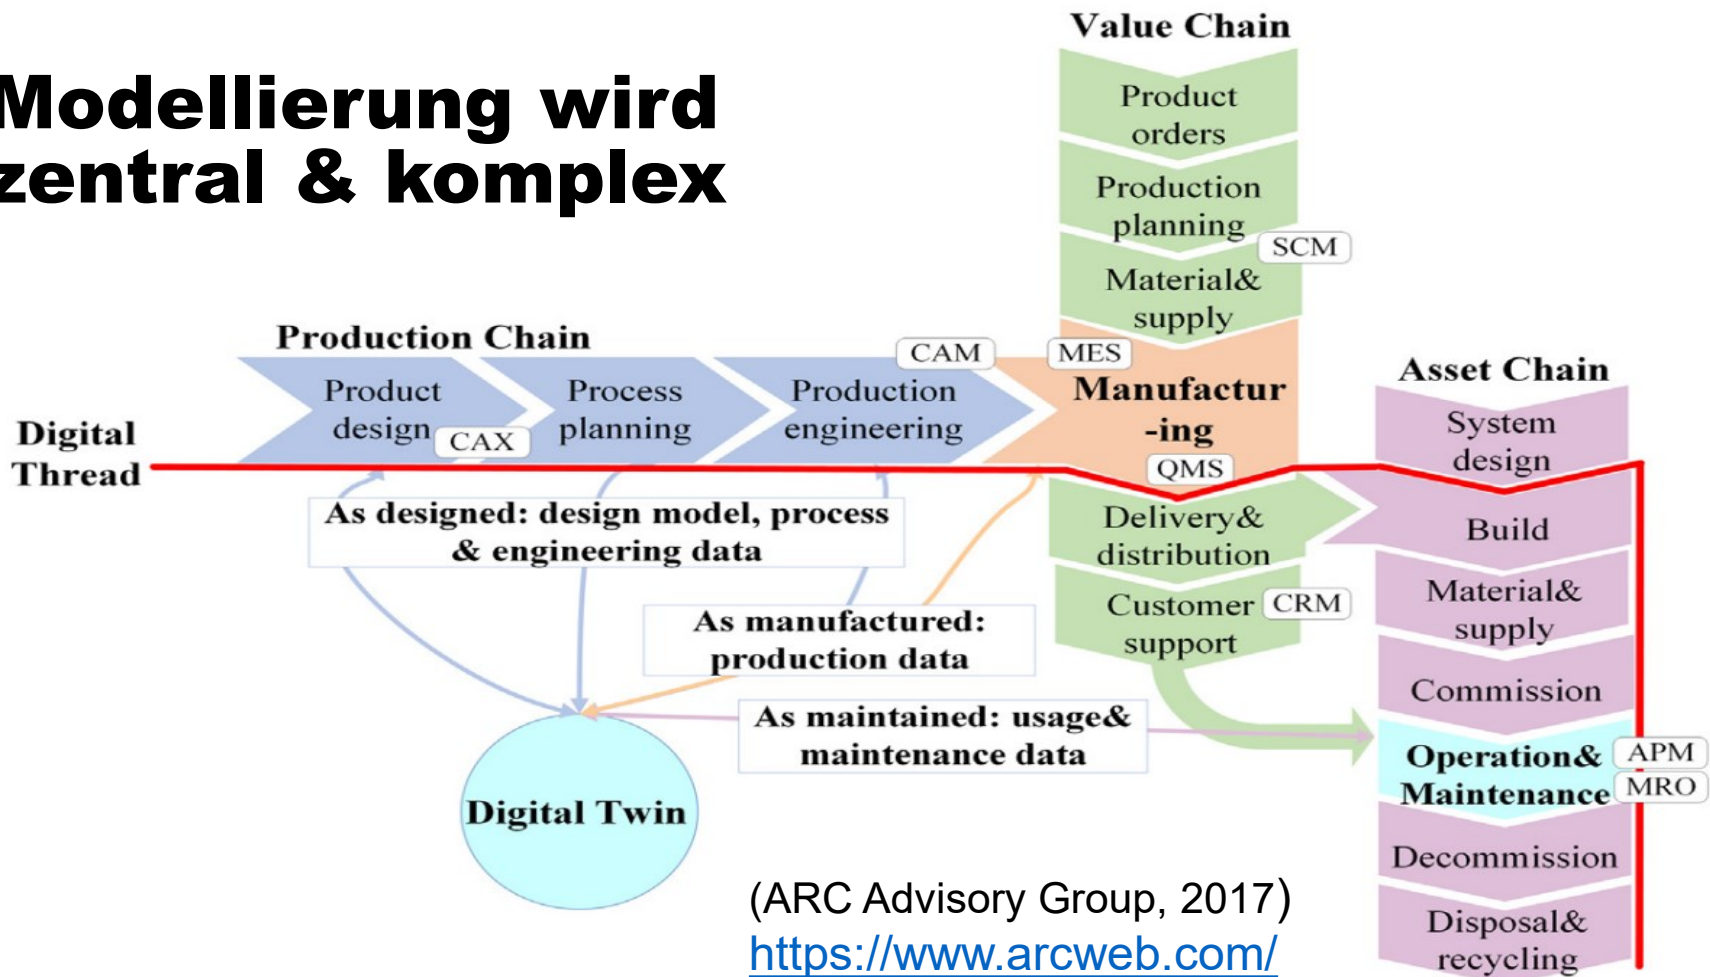 Modellierung wird
zentral & komplex
Value Chain
Product
orders
Production
planning
SCM
Material&
supply
Production Chain
Product
design
CAX
Process
planning
Production
engineering
CAM
MES
Manufactur
-ing
QMS
Digital
Thread
Asset Chain
System
design
Build
Material&
supply
Commission
Operation&
Maintenance
APM
MRO
Decommission
Disposal&
recycling
Delivery&
distribution
Customer
support
CRM
As designed: design model, process
& engineering data
As manufactured:
production data
As maintained: usage&
maintenance data
Digital Twin
(ARC Advisory Group, 2017)
https://www.arcweb.com/